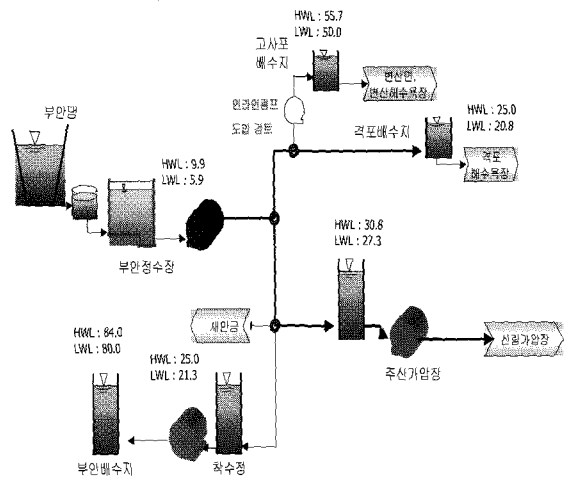 HWL : 55.7
LWL : 50.0
고사포
배수지
변산면,
변산해수욕장
인라인펌프
도입 검토
HWL : 25.0
LWL : 20.8
격포배수지
격포
해수욕장
부안댐
HWL : 9.9
LWL : 5.9
부안정수장
HWL : 30.8
LWL : 27.3
새만금
주산가압장
신림가압장
HWL : 84.0
LWL : 80.0
HWL : 25.0
LWL : 21.3
부안배수지
착수정